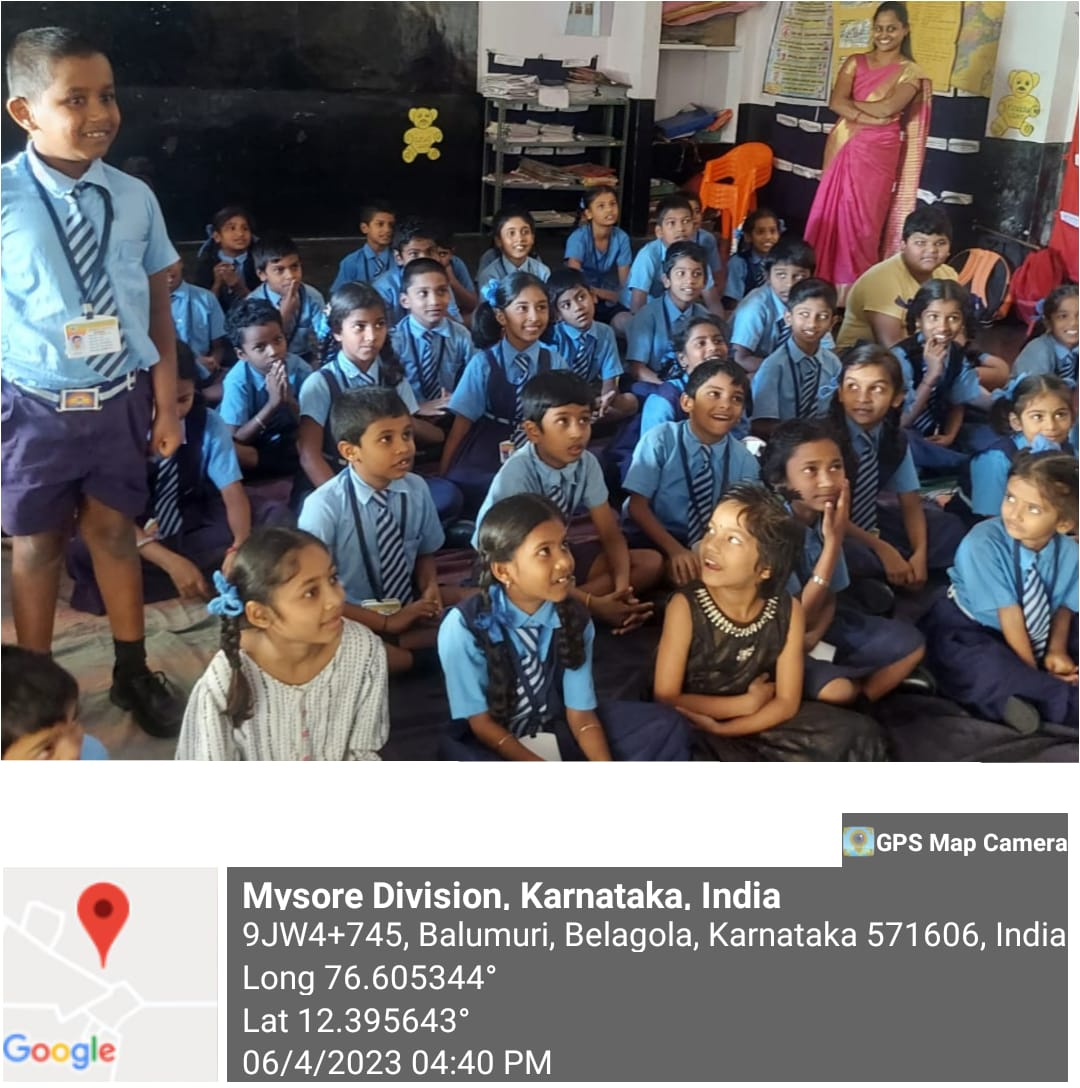 GPS Map Camera
Mysore Division, Karnataka, India
9JW4+745, Balumuri, Belagola, Karnataka 571606, India
Long 76.605344°
Lat 12.395643°
06/4/2023 04:40 PM
Google